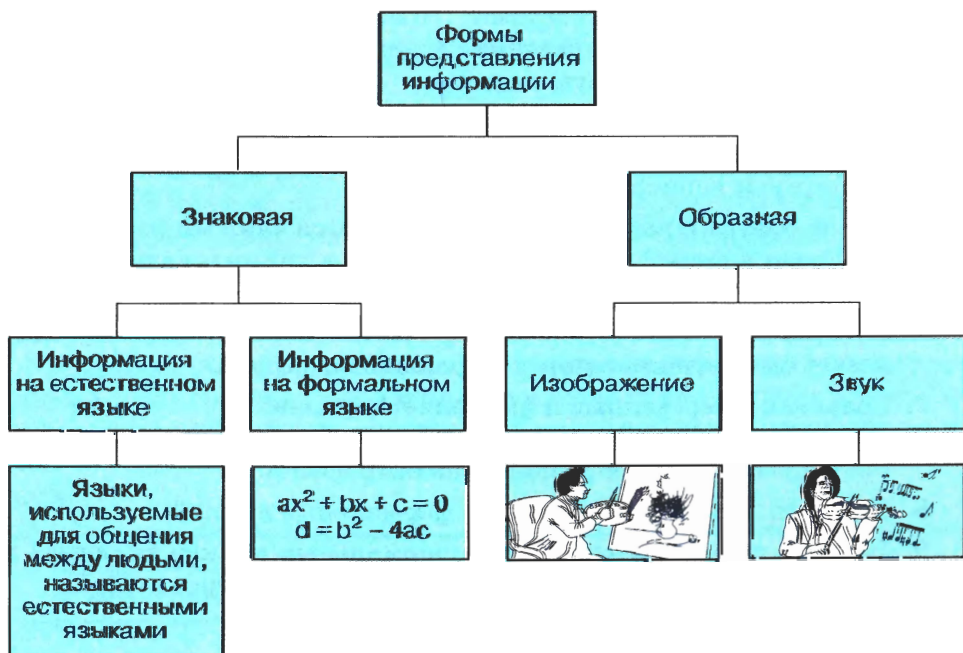 Формы
представления
информации
Знаковая
Образная
Информация
на естественном
языке
Информация
на формальном
языке
Изображение
Звук
Языки,
используемые
для общения
между людьми,
называются
естественными
языками
ax² + bx + c = 0
d = b² – 4ac